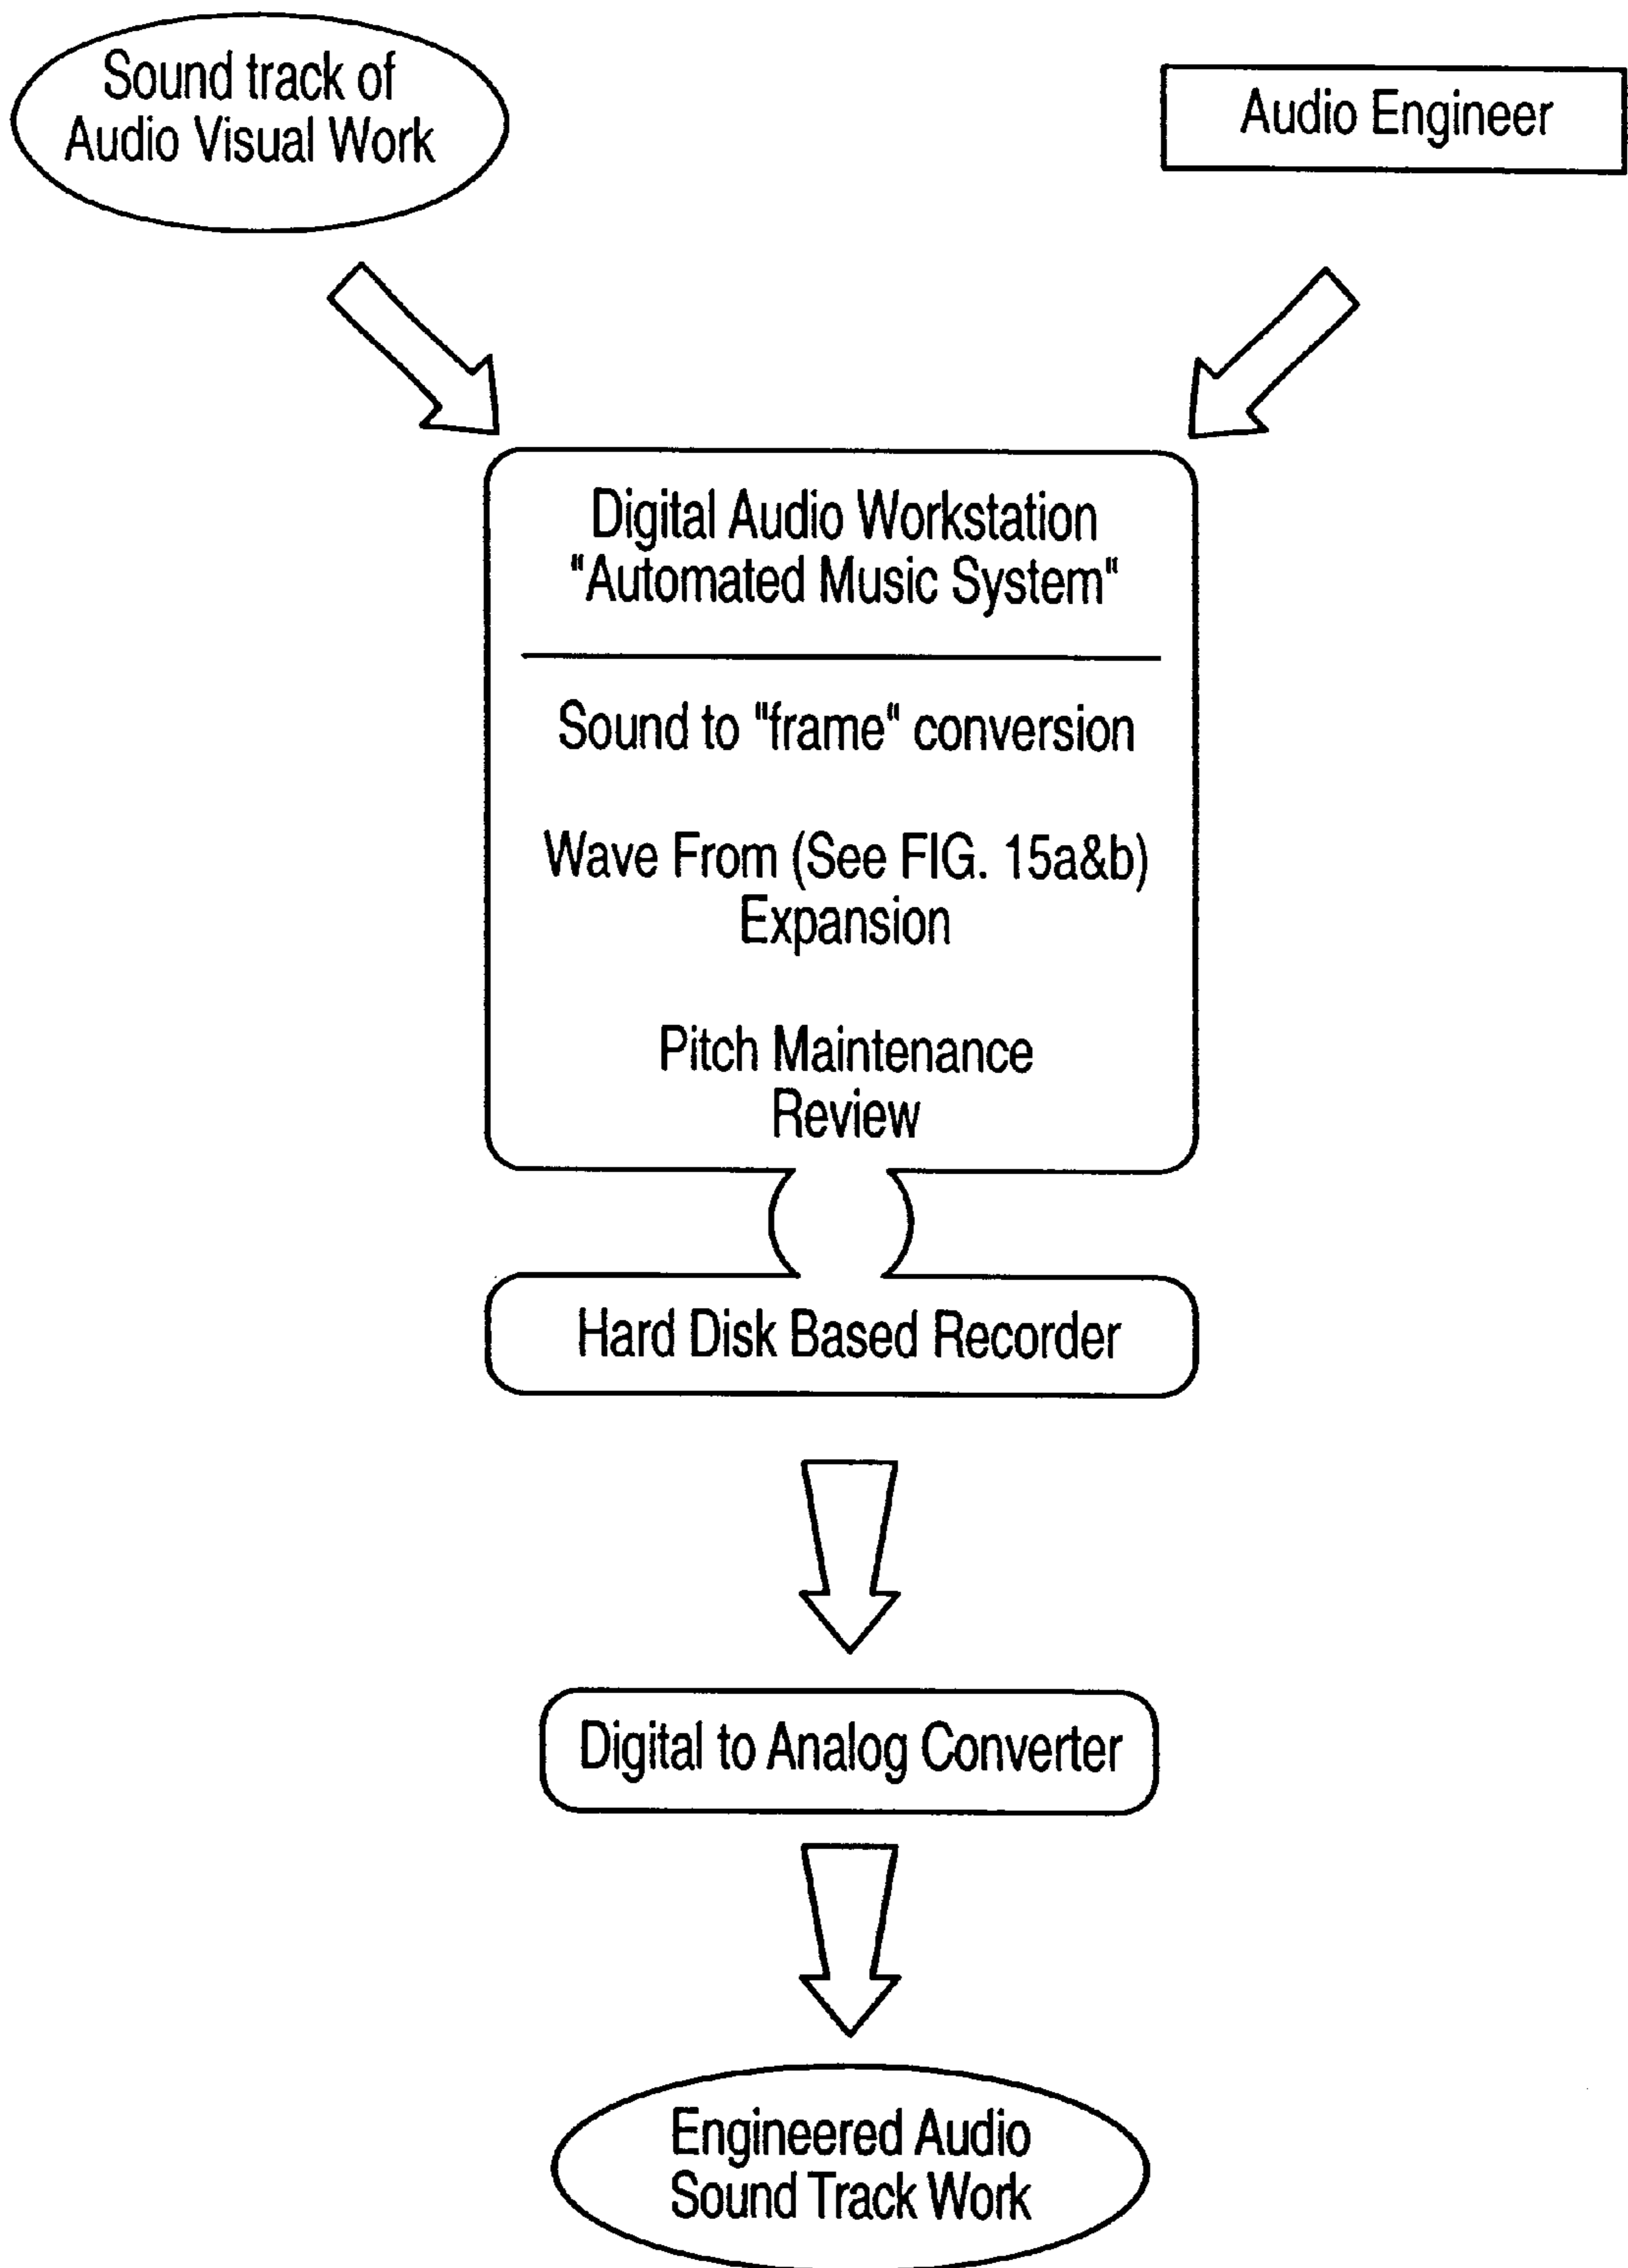 Sound track of
Audio Visual Work
Audio Engineer
Digital Audio Workstation
"Automated Music System"
Sound to "frame" conversion
Wave From (See FIG. 15a&b)
Expansion
Pitch Maintenance
Review
Hard Disk Based Recorder
Digital to Analog Converter
Engineered Audio
Sound Track Work